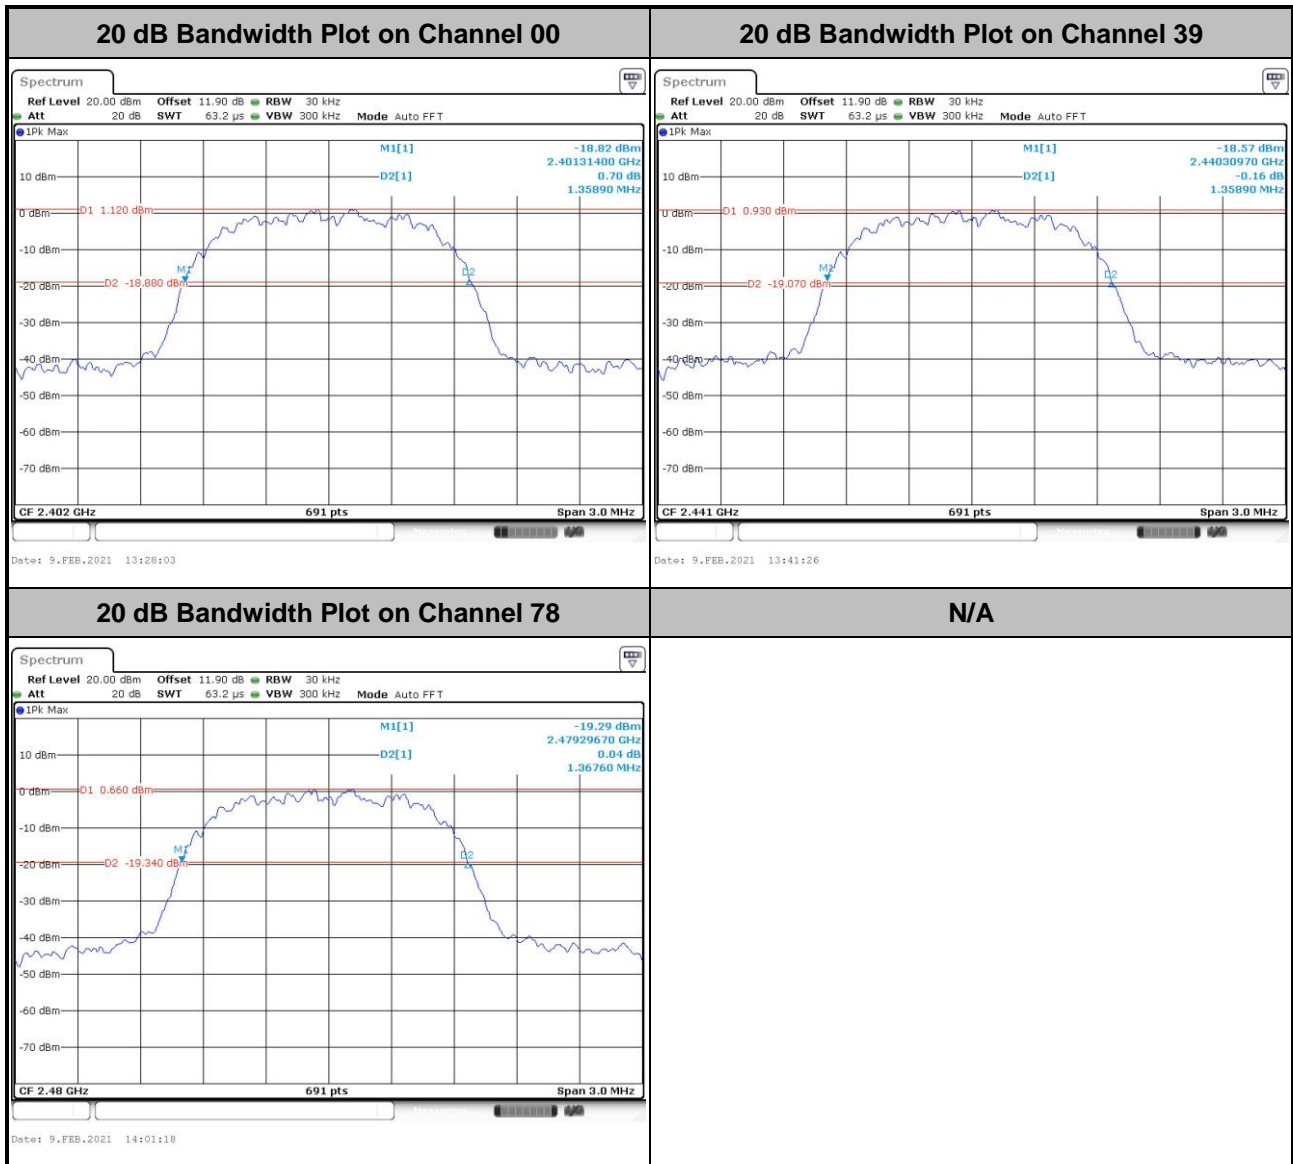 20 dB Bandwidth Plot on Channel 00
Spectrum
Ref Level 20.00 dBm Offset 11.90 dB RBW 30 kHz
Att 20 dB SWT 63.2 µs VBW 300 kHz Mode Auto FFT
1Pk Max
M1[1] -18.82 dBm
2.40131400 GHz
10 dBm D2[1] 0.70 dB
1.35890 MHz
0 dBm D1 1.120 dBm
-10 dBm
M1
D2
-20 dBm D2 -18.880 dBm
-30 dBm
-40 dBm
-50 dBm
-60 dBm
-70 dBm
CF 2.402 GHz 691 pts Span 3.0 MHz
Date: 9.FEB.2021 13:28:03
20 dB Bandwidth Plot on Channel 39
Spectrum
Ref Level 20.00 dBm Offset 11.90 dB RBW 30 kHz
Att 20 dB SWT 63.2 µs VBW 300 kHz Mode Auto FFT
1Pk Max
M1[1] -18.57 dBm
2.44030970 GHz
10 dBm D2[1] -0.16 dB
1.35890 MHz
0 dBm D1 0.930 dBm
-10 dBm
M1
D2
-20 dBm D2 -19.070 dBm
-30 dBm
-40 dBm
-50 dBm
-60 dBm
-70 dBm
CF 2.441 GHz 691 pts Span 3.0 MHz
Date: 9.FEB.2021 13:41:26
20 dB Bandwidth Plot on Channel 78
Spectrum
Ref Level 20.00 dBm Offset 11.90 dB RBW 30 kHz
Att 20 dB SWT 63.2 µs VBW 300 kHz Mode Auto FFT
1Pk Max
M1[1] -19.29 dBm
2.47929670 GHz
10 dBm D2[1] 0.04 dB
1.36760 MHz
0 dBm D1 0.660 dBm
-10 dBm
M1
D2
-20 dBm D2 -19.340 dBm
-30 dBm
-40 dBm
-50 dBm
-60 dBm
-70 dBm
CF 2.48 GHz 691 pts Span 3.0 MHz
Date: 9.FEB.2021 14:01:18
N/A